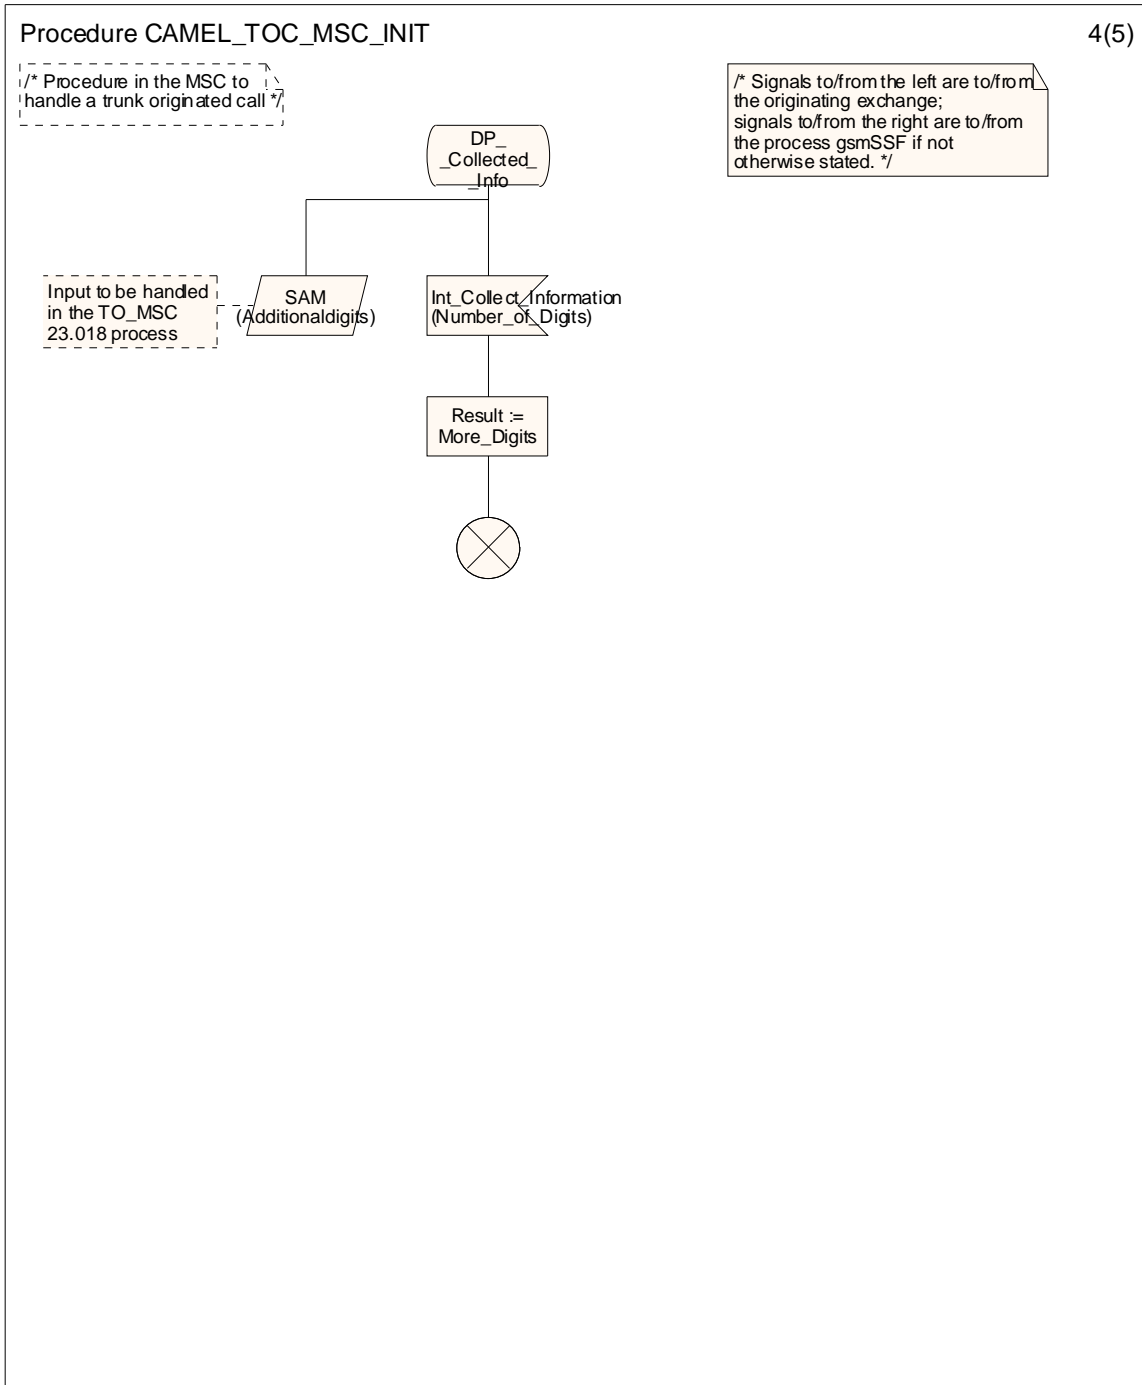 Procedure CAMEL_TOC_MSC_INIT
4(5)
/* Procedure in the MSC to
handle a trunk originated call */
/* Signals to/from the left are to/from
the originating exchange;
signals to/from the right are to/from
the process gsmSSF if not
otherwise stated. */
DP_
_Collected_
_Info
Input to be handled
in the TO_MSC
23.018 process
SAM
(Additionaldigits)
Int_Collect_Information
(Number_of_Digits)
Result :=
More_Digits